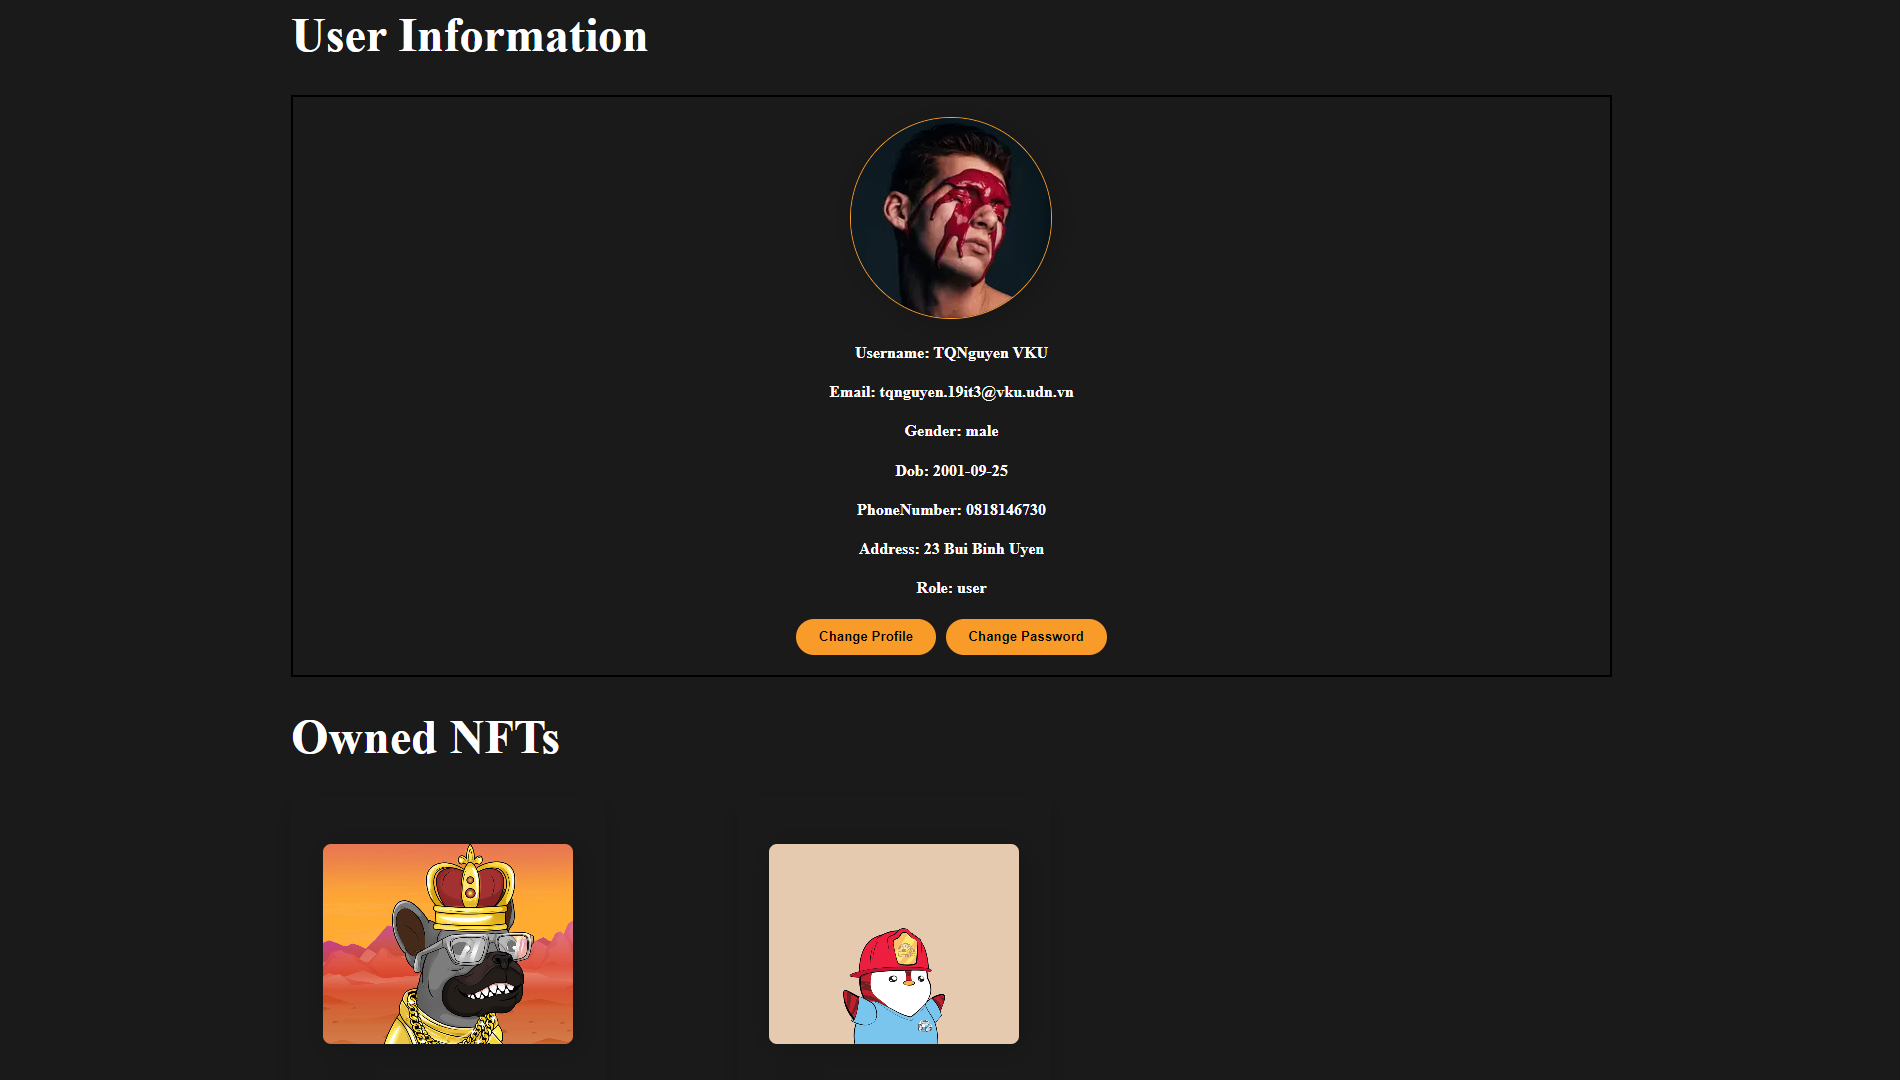 User Information
Username: TQNguyen VKU
Email: tqnguyen.19it3@vku.udn.vn
Gender: male
Dob: 2001-09-25
PhoneNumber: 0818146730
Address: 23 Bui Binh Uyen
Role: user
Change Profile
Change Password
Owned NFTs